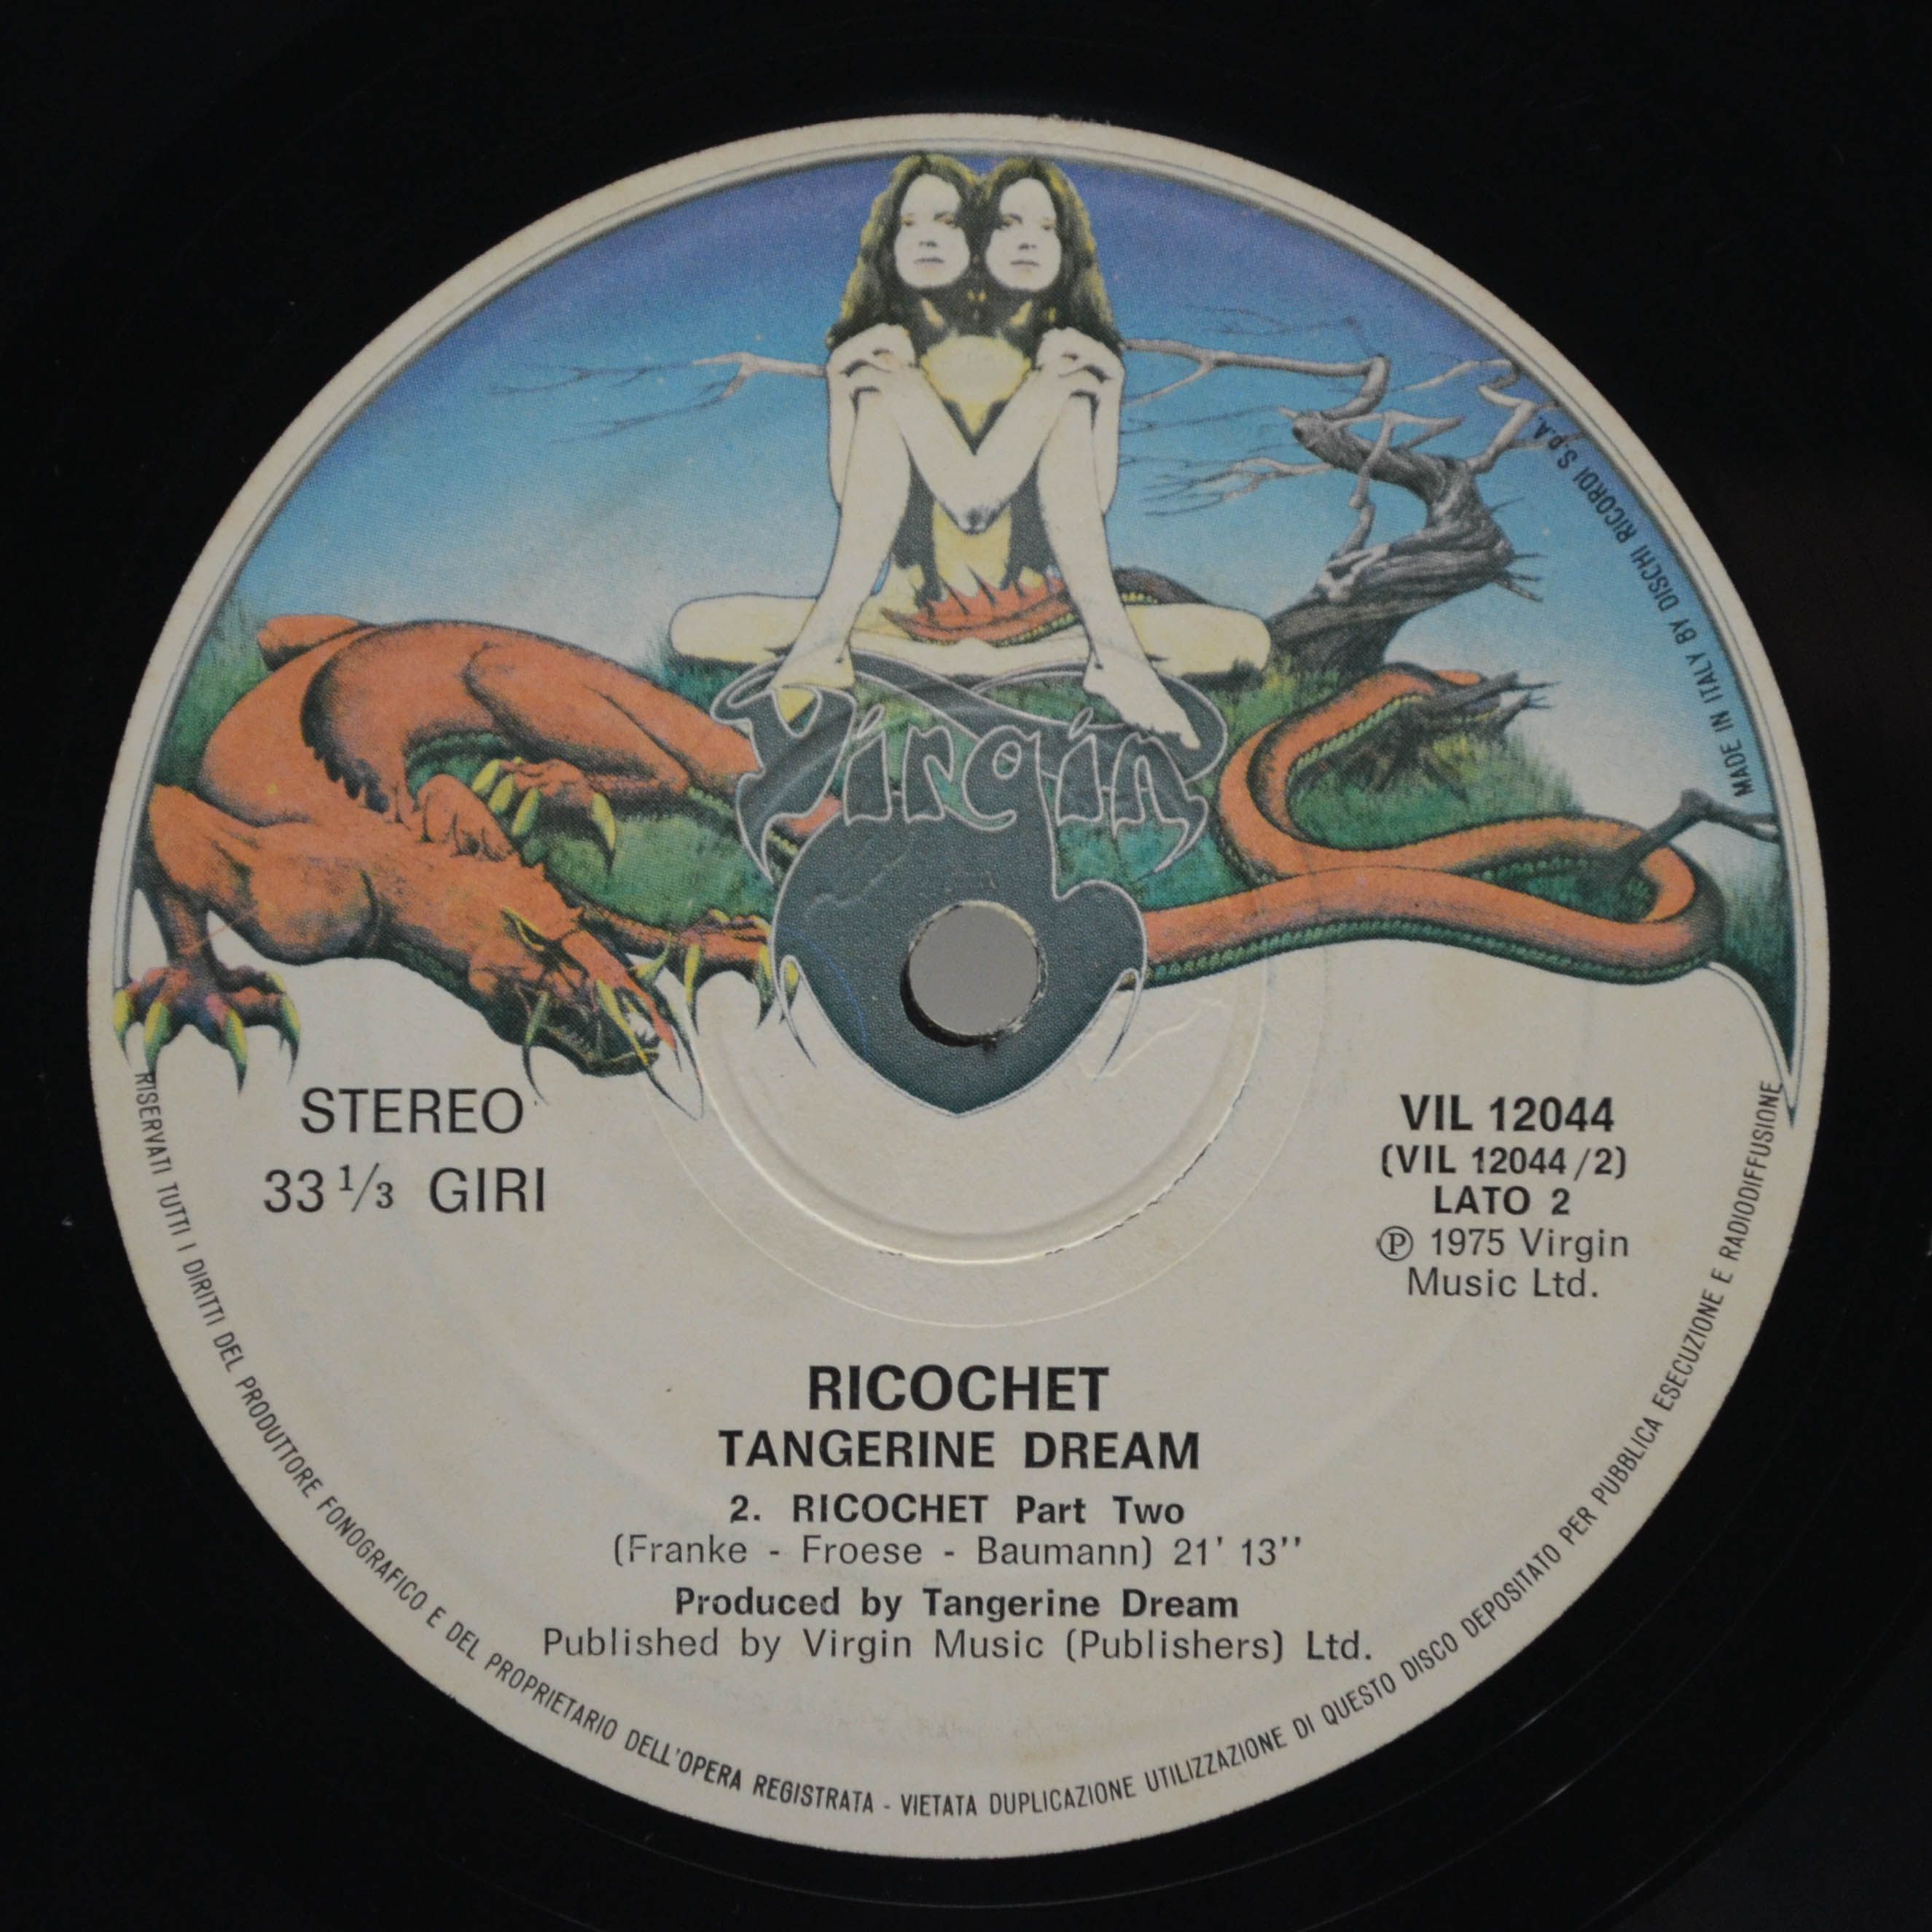 Virgin
MADE IN ITALY BY DISCHI RICORDI S.p.A.
STEREO
33 1/3 GIRI
VIL 12044
(VIL 12044/2)
LATO 2
℗ 1975 Virgin
Music Ltd.
RICOCHET
TANGERINE DREAM
2. RICOCHET Part Two
(Franke - Froese - Baumann) 21' 13''
Produced by Tangerine Dream
Published by Virgin Music (Publishers) Ltd.
RISERVATI TUTTI I DIRITTI DEL PRODUTTORE FONOGRAFICO E DEL PROPRIETARIO DELL'OPERA REGISTRATA - VIETATA DUPLICAZIONE UTILIZZAZIONE DI QUESTO DISCO DEPOSITATO PER PUBBLICA ESECUZIONE E RADIODIFFUSIONE